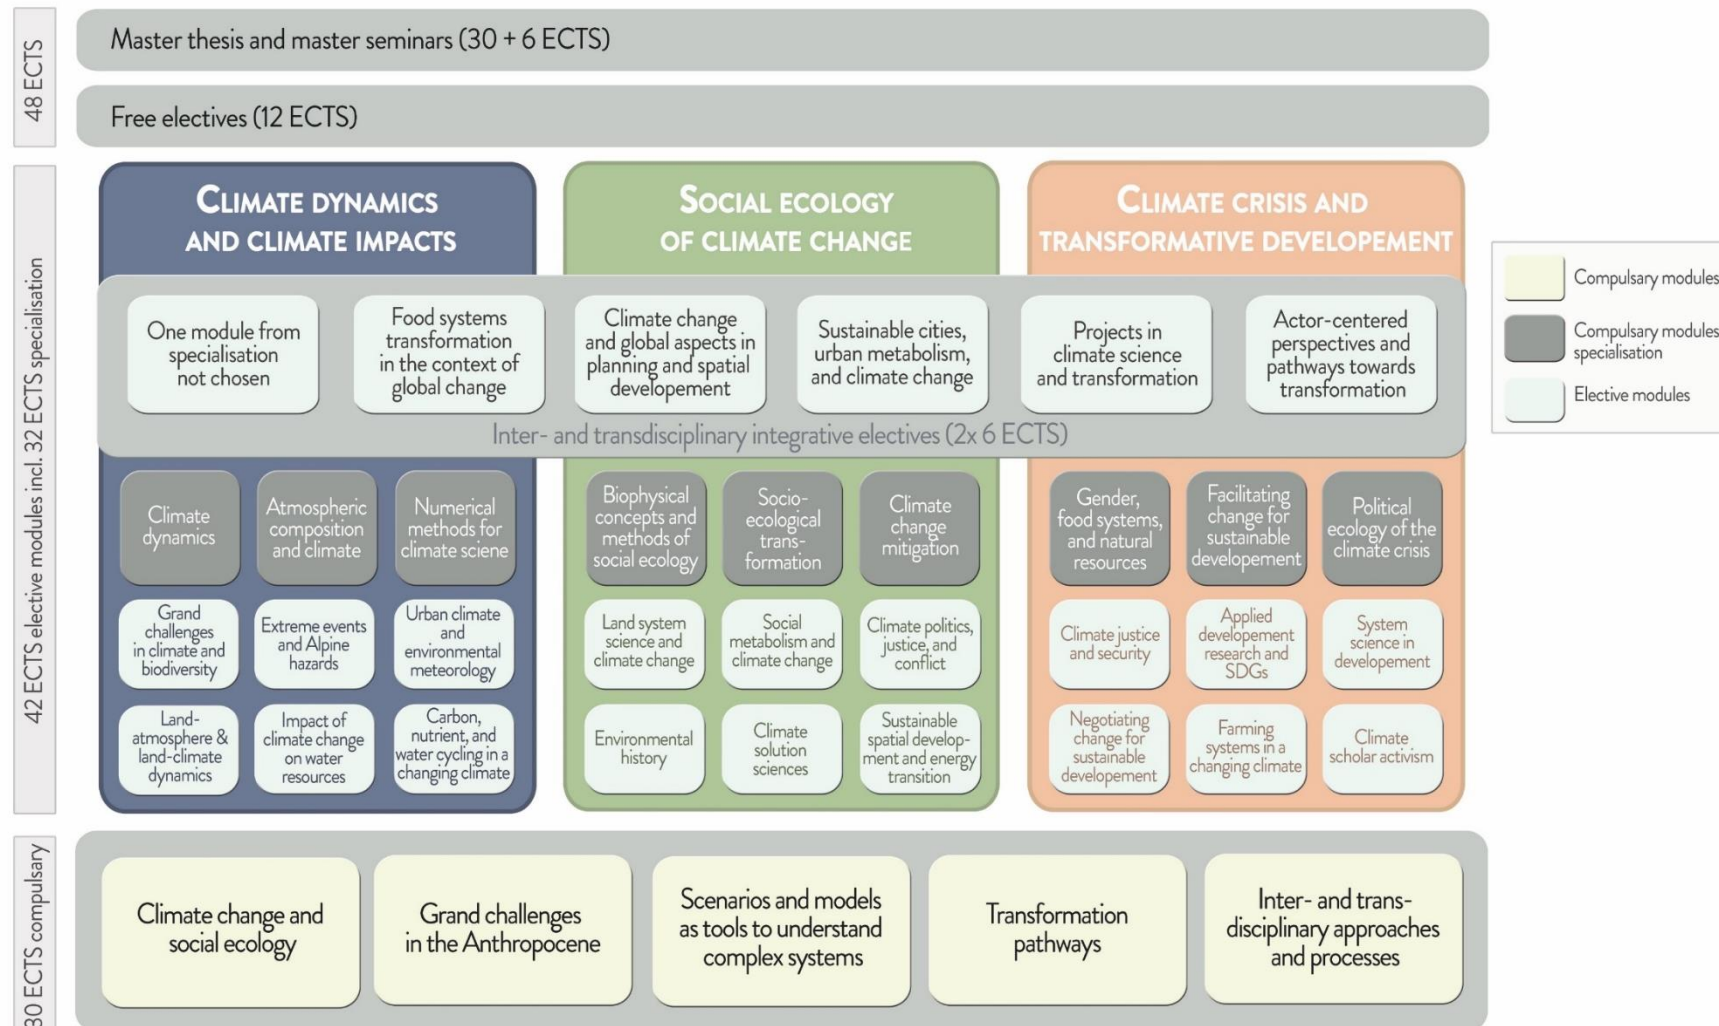 48 ECTS
Master thesis and master seminars (30 + 6 ECTS)
Free electives (12 ECTS)
42 ECTS elective modules incl. 32 ECTS specialisation
CLIMATE DYNAMICS
AND CLIMATE IMPACTS
SOCIAL ECOLOGY
OF CLIMATE CHANGE
CLIMATE CRISIS AND
TRANSFORMATIVE DEVELOPEMENT
One module from
specialisation
not chosen
Food systems
transformation
in the context of
global change
Climate change
and global aspects in
planning and spatial
developement
Sustainable cities,
urban metabolism,
and climate change
Projects in
climate science
and transformation
Actor-centered
perspectives and
pathways towards
transformation
Inter- and transdisciplinary integrative electives (2x 6 ECTS)
Climate
dynamics
Atmospheric
composition
and climate
Numerical
methods for
climate sciene
Biophysical
concepts and
methods of
social ecology
Socio-
ecological
trans-
formation
Climate
change
mitigation
Gender,
food systems,
and natural
resources
Facilitating
change for
sustainable
developement
Political
ecology of the
climate crisis
Grand
challenges
in climate and
biodiversity
Extreme events
and Alpine
hazards
Urban climate
and
environmental
meteorology
Land system
science and
climate change
Social
metabolism and
climate change
Climate politics,
justice, and
conflict
Climate justice
and security
Applied
developement
research and
SDGs
System
science in
developement
Land-
atmosphere &
land-climate
dynamics
Impact of
climate change
on water
resources
Carbon,
nutrient, and
water cycling in a
changing climate
Environmental
history
Climate
solution
sciences
Sustainable
spatial develop-
ment and energy
transition
Negotiating
change for
sustainable
developement
Farming
systems in a
changing climate
Climate
scholar activism
Compulsary modules
Compulsary modules
specialisation
Elective modules
30 ECTS compulsary
Climate change and
social ecology
Grand challenges
in the Anthropocene
Scenarios and models
as tools to understand
complex systems
Transformation
pathways
Inter- and trans-
disciplinary approaches
and processes